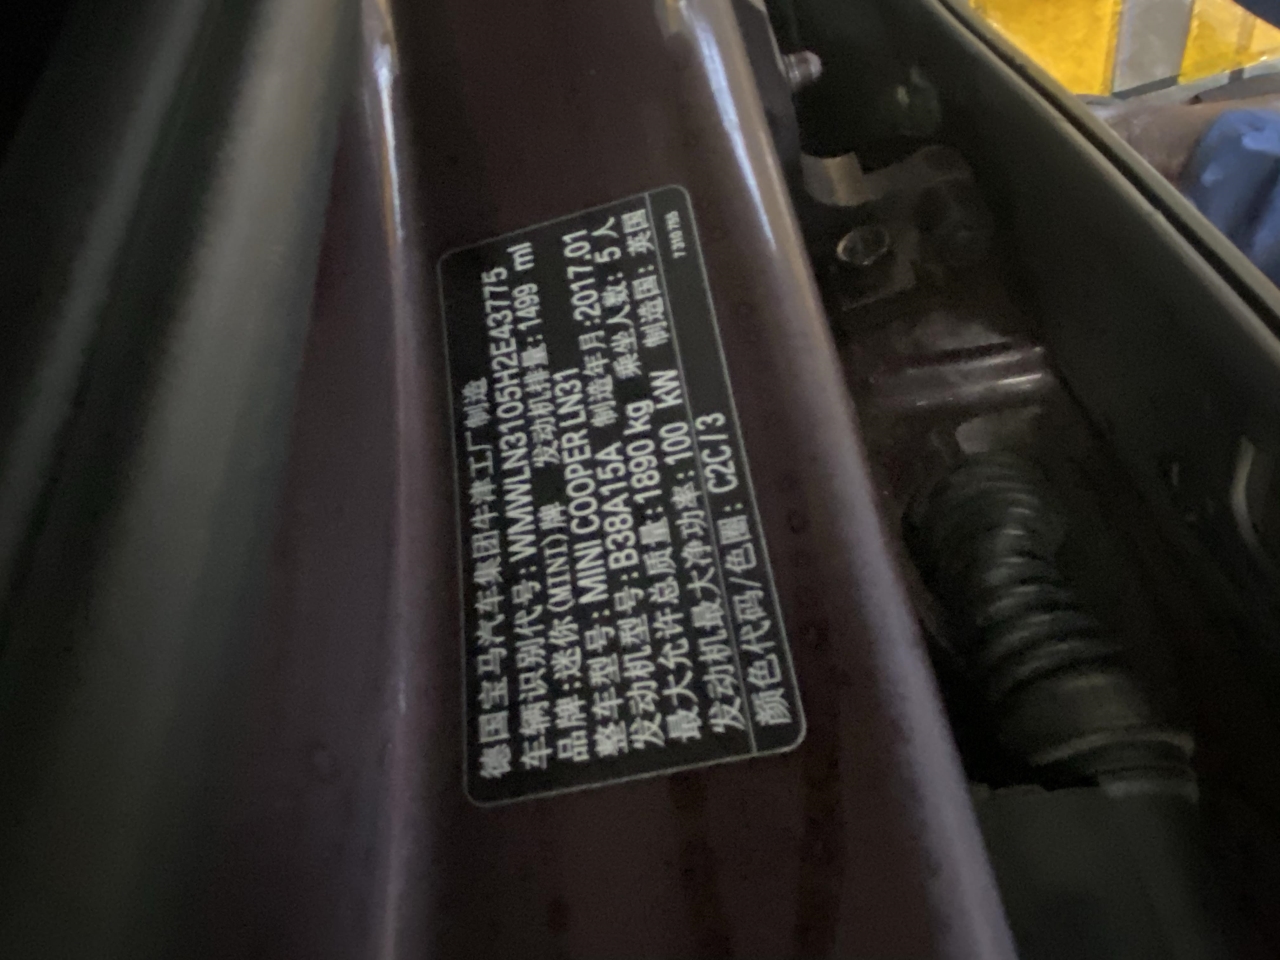 德国宝马汽车集团牛津工厂制造
车辆识别代号:WMWLN3105H2E43775
品牌:迷你(MINI)牌 发动机排量:1499 ml
整车型号:MINI COOPER LN31
发动机型号:B38A15A 制造年月:2017.01
最大允许总质量:1890 kg 乘坐人数:5人
发动机最大净功率:100 kW 制造国:英国
颜色代码/色圈:C2C/3
7 310 755